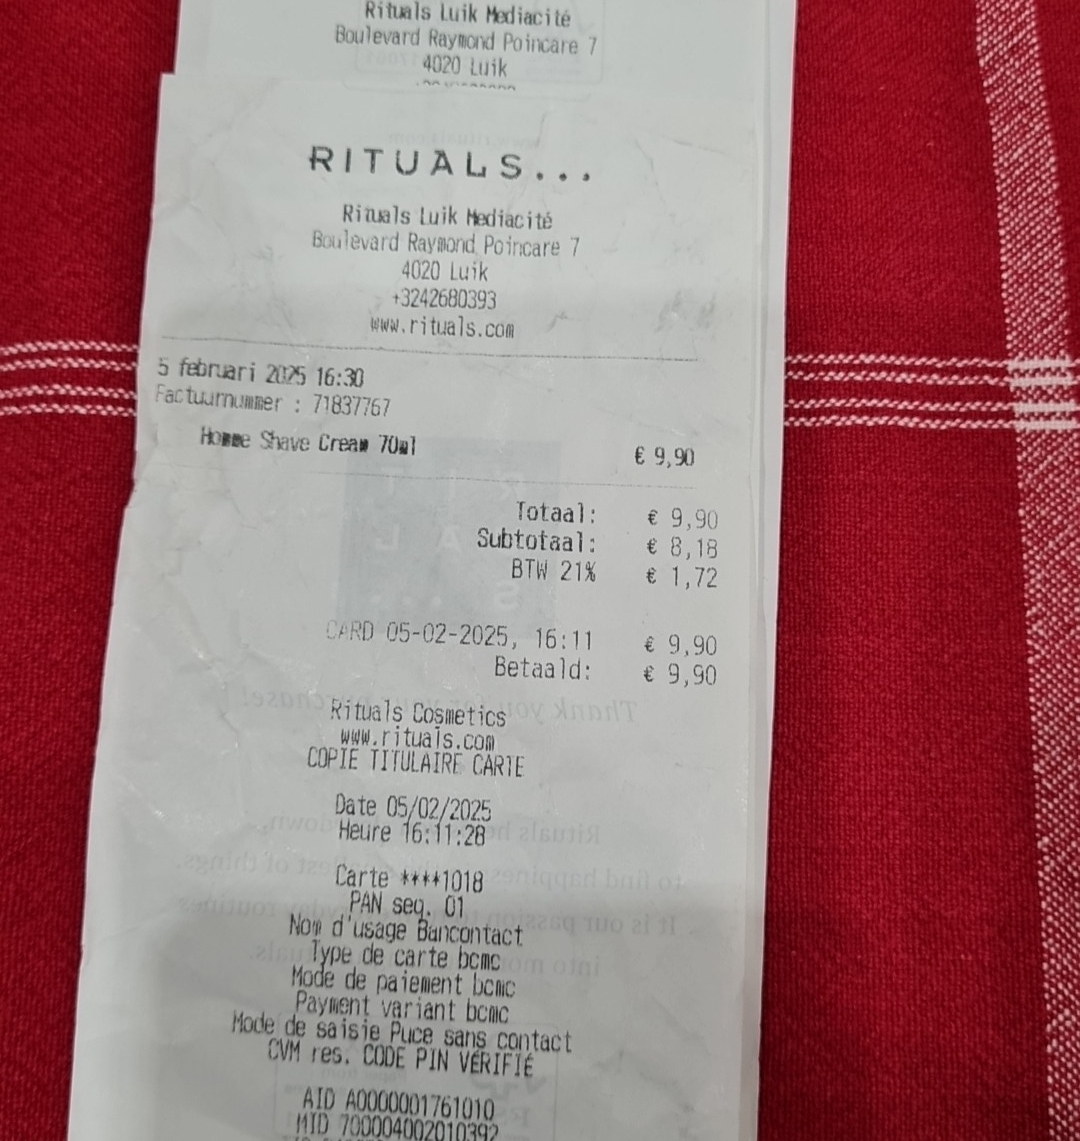 Rituals Luik Mediacité
Boulevard Raymond Poincare 7
4020 Luik
RITUALS...
Rituals Luik Mediacité
Boulevard Raymond Poincare 7
4020 Luik
+3242680393
www.rituals.com
5 februari 2025 16:30
Factuurnummer : 71837767
Homme Shave Cream 70ml € 9,90
Totaal: € 9,90
Subtotaal: € 8,18
BTW 21% € 1,72
CARD 05-02-2025, 16:11 € 9,90
Betaald: € 9,90
Rituals Cosmetics
www.rituals.com
COPIE TITULAIRE CARTE
Date 05/02/2025
Heure 16:11:28
Carte ****1018
PAN seq. 01
Nom d'usage Bancontact
Type de carte bcmc
Mode de paiement bcmc
Payment variant bcmc
Mode de saisie Puce sans contact
CVM res. CODE PIN VÉRIFIÉ
AID A0000001761010
MID 700004002010392